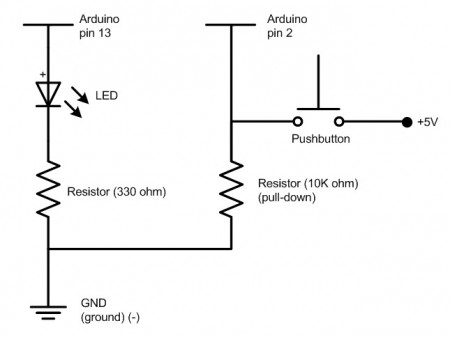 Arduino
pin 13
Arduino
pin 2
+
LED
Pushbutton
+5V
Resistor (330 ohm)
Resistor (10K ohm)
(pull-down)
GND
(ground) (-)